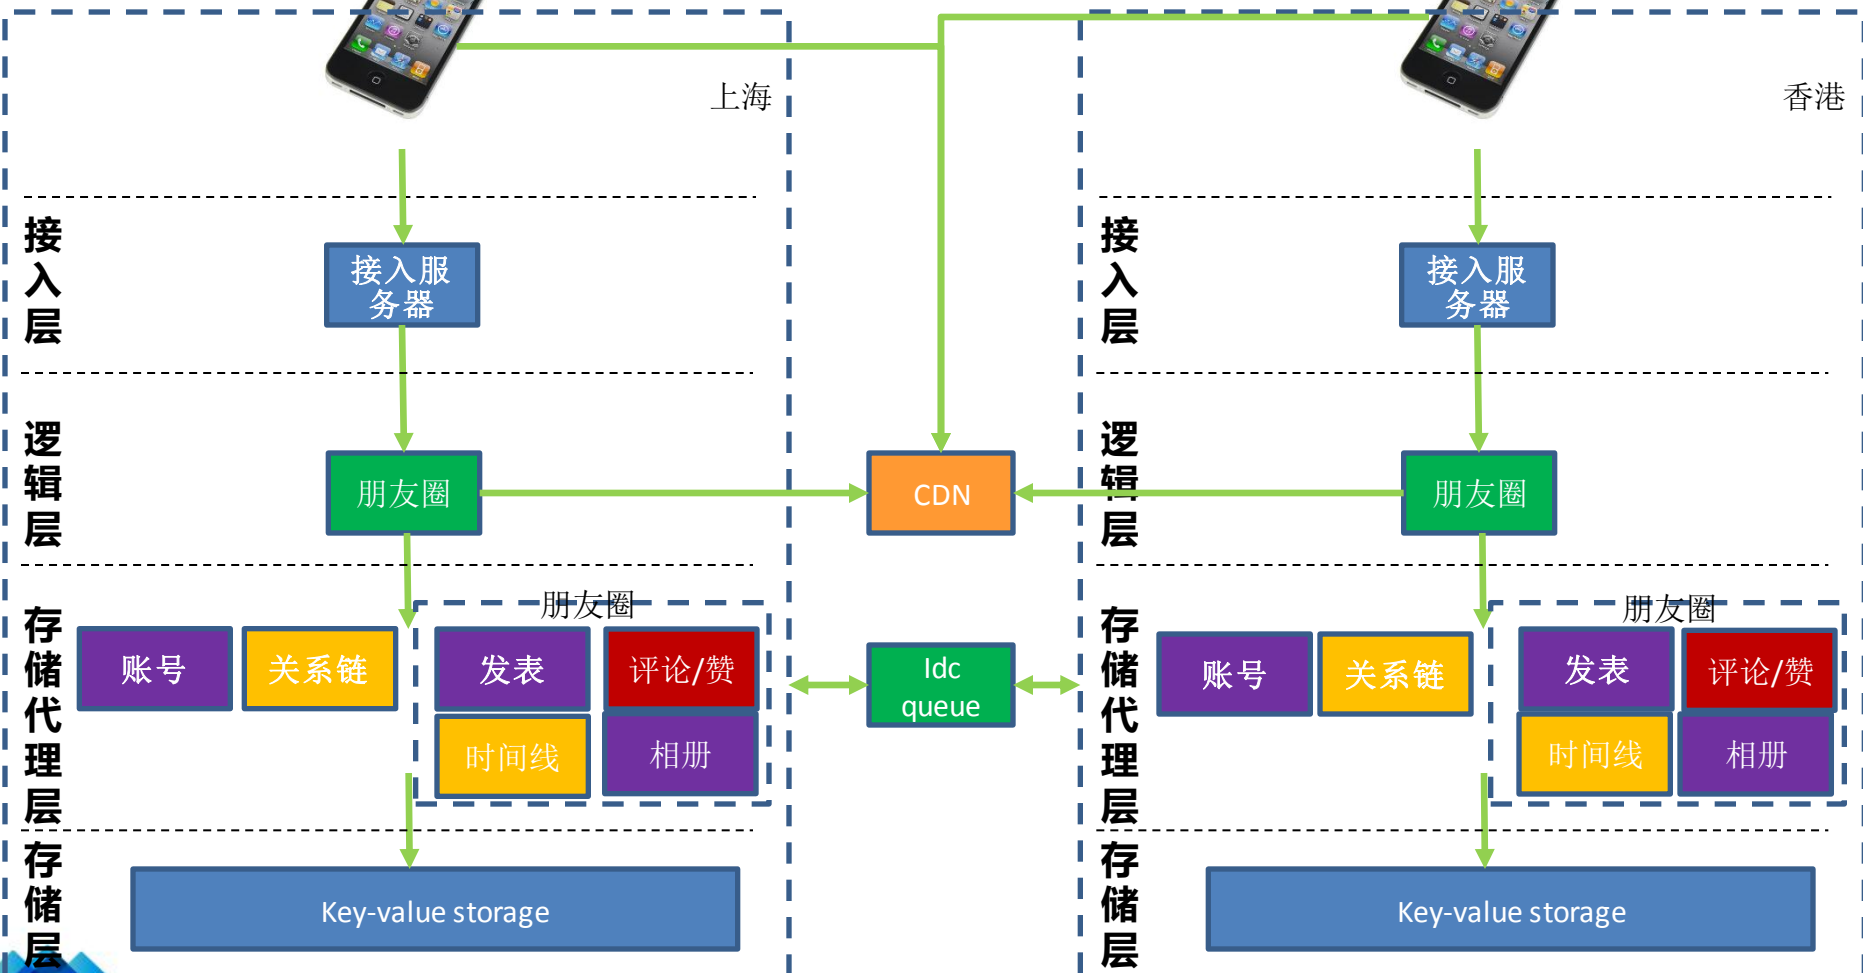 上海
接入层
接入服
务器
逻辑层
朋友圈
存储代理层
账号
关系链
朋友圈
发表
评论/赞
时间线
相册
存储层
Key-value storage
CDN
Idc
queue
香港
接入层
接入服
务器
逻辑层
朋友圈
存储代理层
账号
关系链
朋友圈
发表
评论/赞
时间线
相册
存储层
Key-value storage